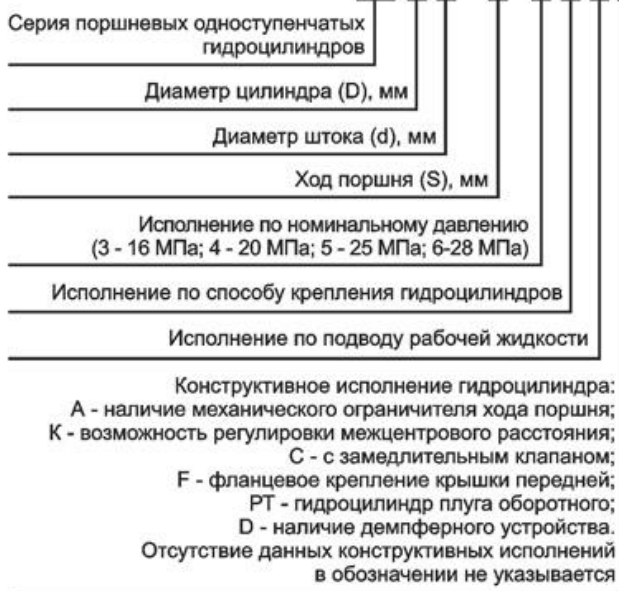 Серия поршневых одноступенчатых
гидроцилиндров
Диаметр цилиндра (D), мм
Диаметр штока (d), мм
Ход поршня (S), мм
Исполнение по номинальному давлению
(3 - 16 МПа; 4 - 20 МПа; 5 - 25 МПа; 6-28 МПа)
Исполнение по способу крепления гидроцилиндров
Исполнение по подводу рабочей жидкости
Конструктивное исполнение гидроцилиндра:
А - наличие механического ограничителя хода поршня;
К - возможность регулировки межцентрового расстояния;
С - с замедлительным клапаном;
F - фланцевое крепление крышки передней;
РТ - гидроцилиндр плуга оборотного;
D - наличие демпферного устройства.
Отсутствие данных конструктивных исполнений
в обозначении не указывается